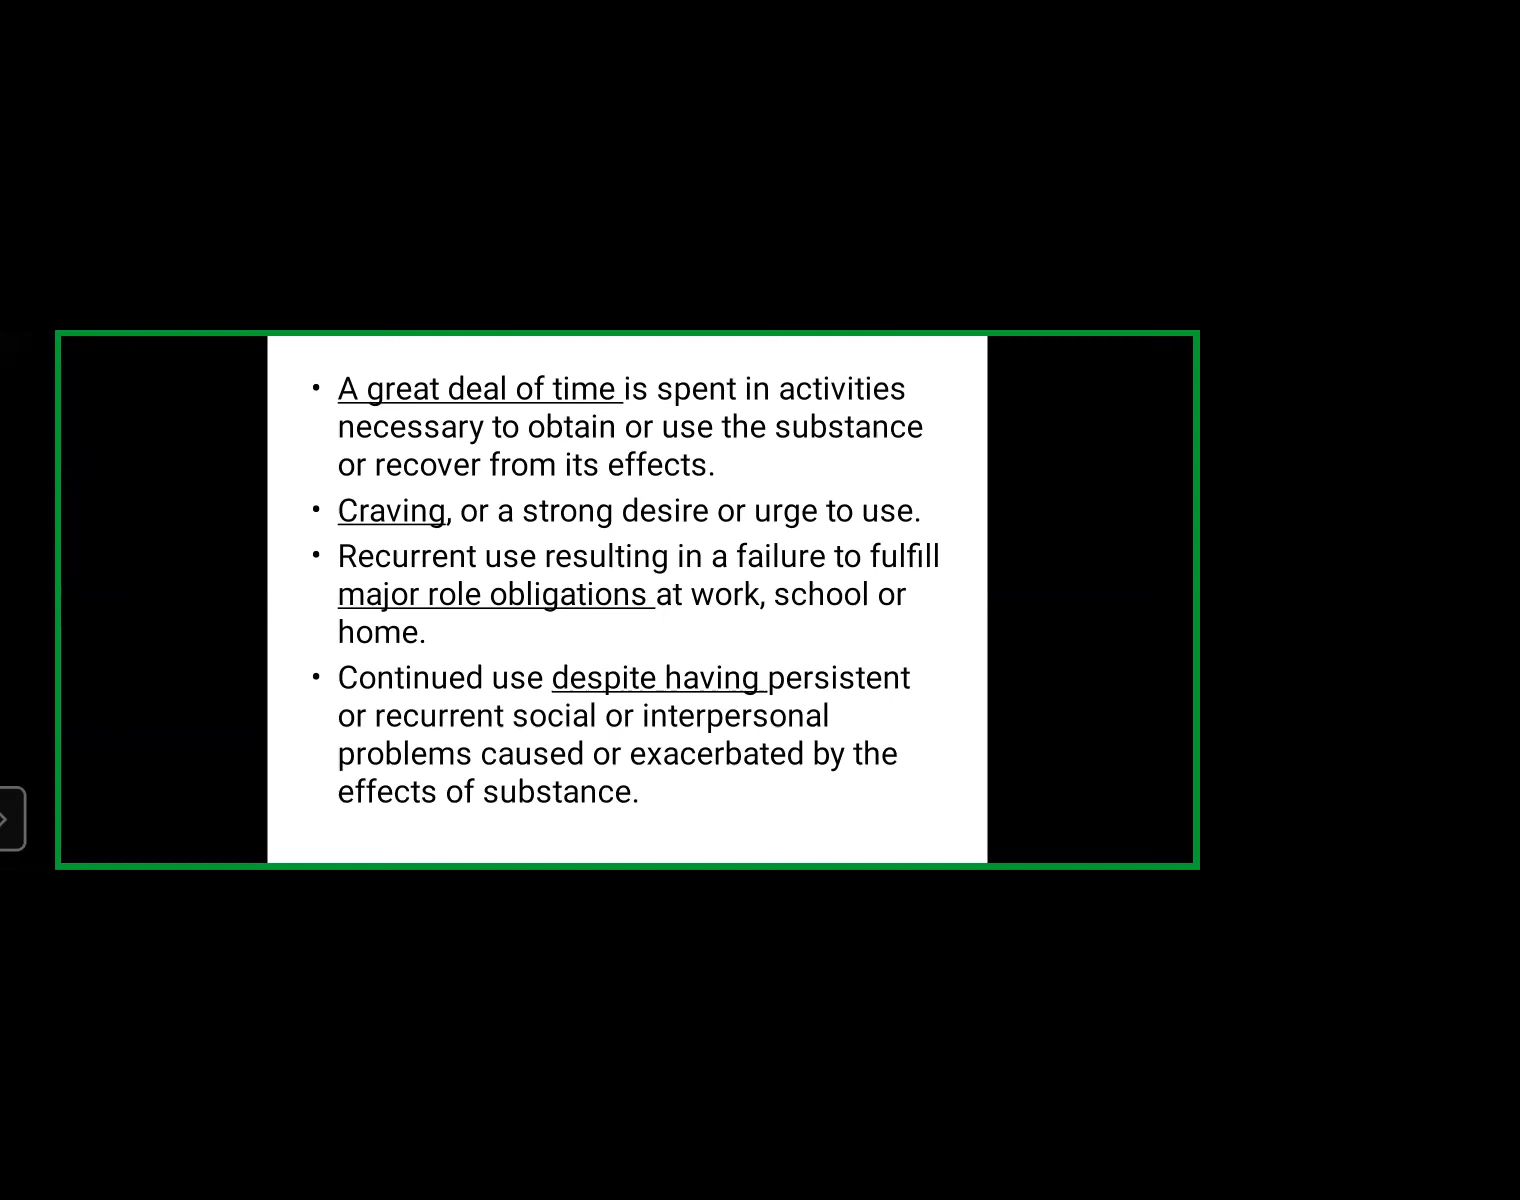 • A great deal of time is spent in activities
necessary to obtain or use the substance
or recover from its effects.
• Craving, or a strong desire or urge to use.
• Recurrent use resulting in a failure to fulfill
major role obligations at work, school or
home.
• Continued use despite having persistent
or recurrent social or interpersonal
problems caused or exacerbated by the
effects of substance.